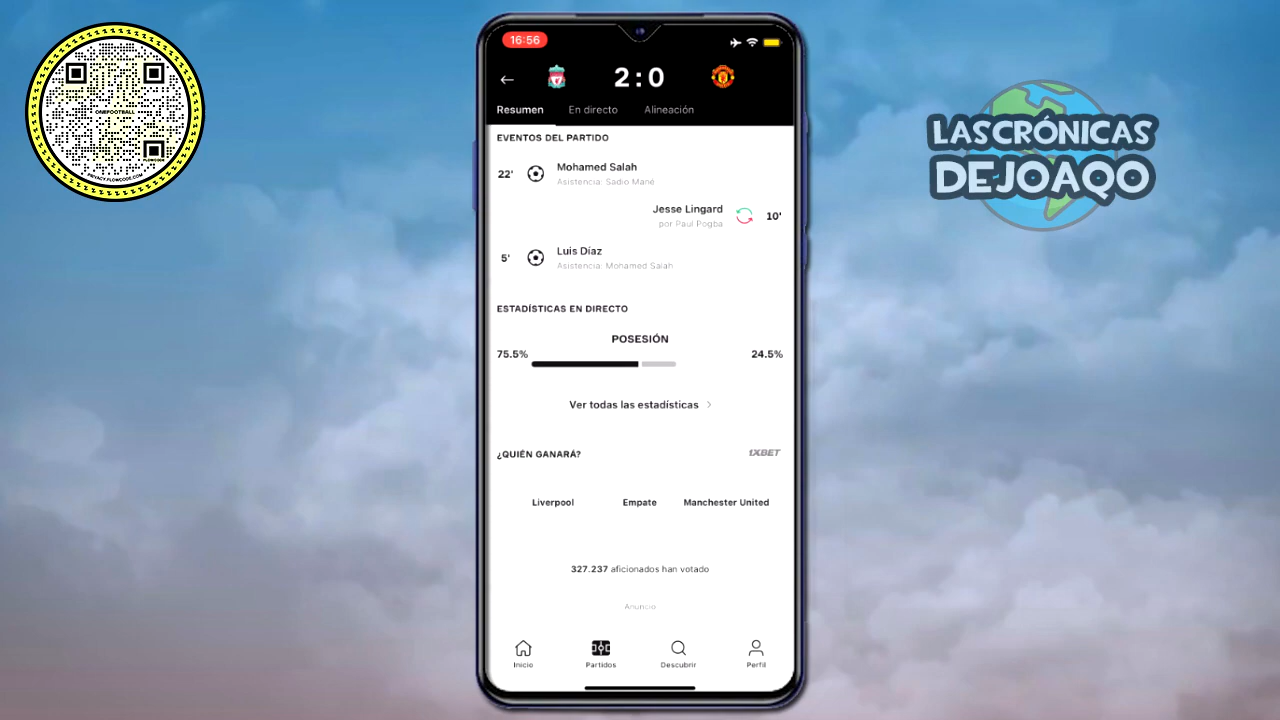 16:56
2:0
Resumen En directo Alineación
EVENTOS DEL PARTIDO
22' Mohamed Salah
Asistencia: Sadio Mané
Jesse Lingard 10'
por Paul Pogba
5' Luis Díaz
Asistencia: Mohamed Salah
ESTADÍSTICAS EN DIRECTO
POSESIÓN
75.5% 24.5%
Ver todas las estadísticas
¿QUIÉN GANARÁ? 1XBET
Liverpool Empate Manchester United
327.237 aficionados han votado
Anuncio
Inicio Partidos Descubrir Perfil
LASCRÓNICAS
DEJOAQO
PRIVACY.FLOWCODE.COM